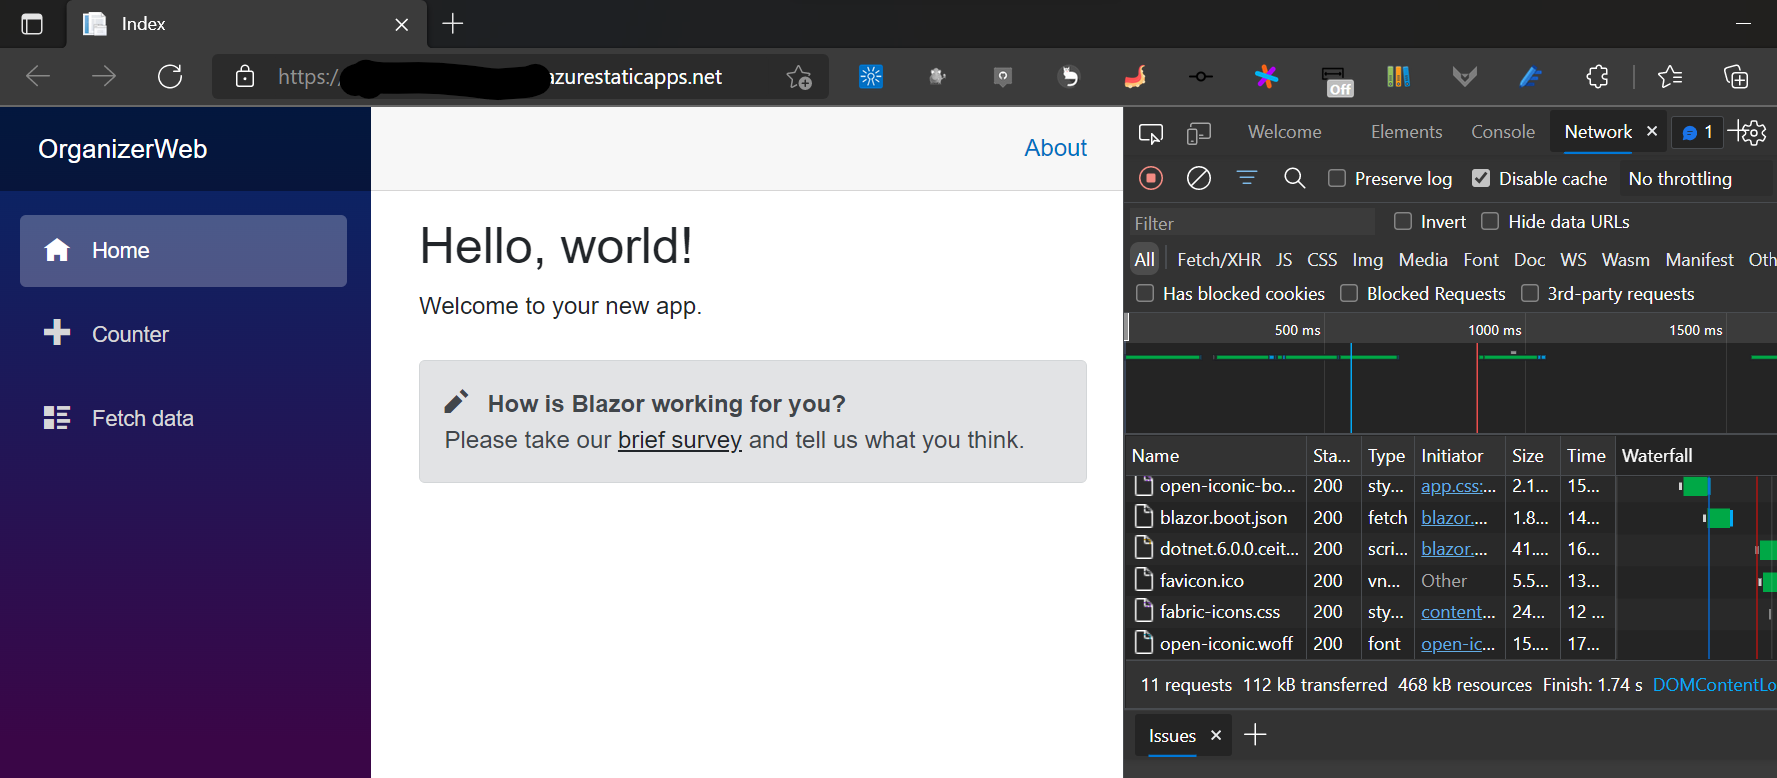 Index
https:/ azurestaticapps.net
Off
OrganizerWeb
Home
Counter
Fetch data
About
Hello, world!
Welcome to your new app.
How is Blazor working for you?
Please take our brief survey and tell us what you think.
Welcome Elements Console Network 1
Preserve log Disable cache No throttling
Filter Invert Hide data URLs
All Fetch/XHR JS CSS Img Media Font Doc WS Wasm Manifest Oth
Has blocked cookies Blocked Requests 3rd-party requests
500 ms 1000 ms 1500 ms
Name Sta... Type Initiator Size Time Waterfall
open-iconic-bo... 200 sty... app.css:... 2.1... 15...
blazor.boot.json 200 fetch blazor.... 1.8... 14...
dotnet.6.0.0.ceit... 200 scri... blazor.... 41.... 16...
favicon.ico 200 vn... Other 5.5... 13...
fabric-icons.css 200 sty... content... 24... 12 ...
open-iconic.woff 200 font open-ic... 15.... 17...
11 requests 112 kB transferred 468 kB resources Finish: 1.74 s DOMContentLo
Issues